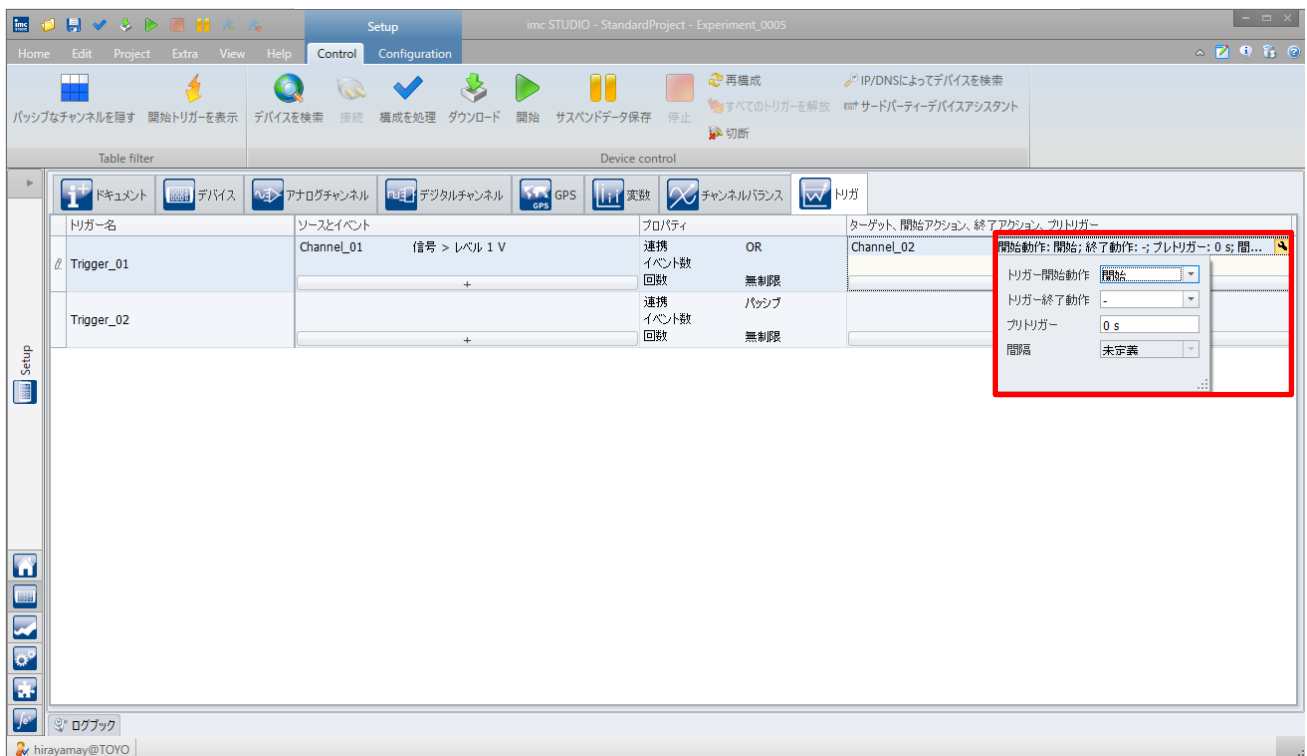 imc STUDIO - StandardProject - Experiment_0005
Setup
Home Edit Project Extra View Help Control Configuration
パッシブなチャンネルを隠す 開始トリガーを表示 デバイスを検索 接続 構成を処理 ダウンロード 開始 サスペンドデータ保存 停止
再構成
すべてのトリガーを解放
切断
IP/DNSによってデバイスを検索
サードパーティーデバイスアシスタント
Table filter Device control
ドキュメント デバイス アナログチャンネル デジタルチャンネル GPS GPS 変数 チャンネルバランス トリガ
トリガー名 ソースとイベント プロパティ ターゲット、開始アクション、終了アクション、プリトリガー
Trigger_01
Channel_01 信号 > レベル 1 V
+
連携 OR
イベント数
回数 無制限
Channel_02 開始動作: 開始; 終了動作: -; プレトリガー: 0 s; 間...
トリガー開始動作 開始
トリガー終了動作 -
プリトリガー 0 s
間隔 未定義
Trigger_02
+
連携 パッシブ
イベント数
回数 無制限
Setup
ログブック
hirayamay@TOYO